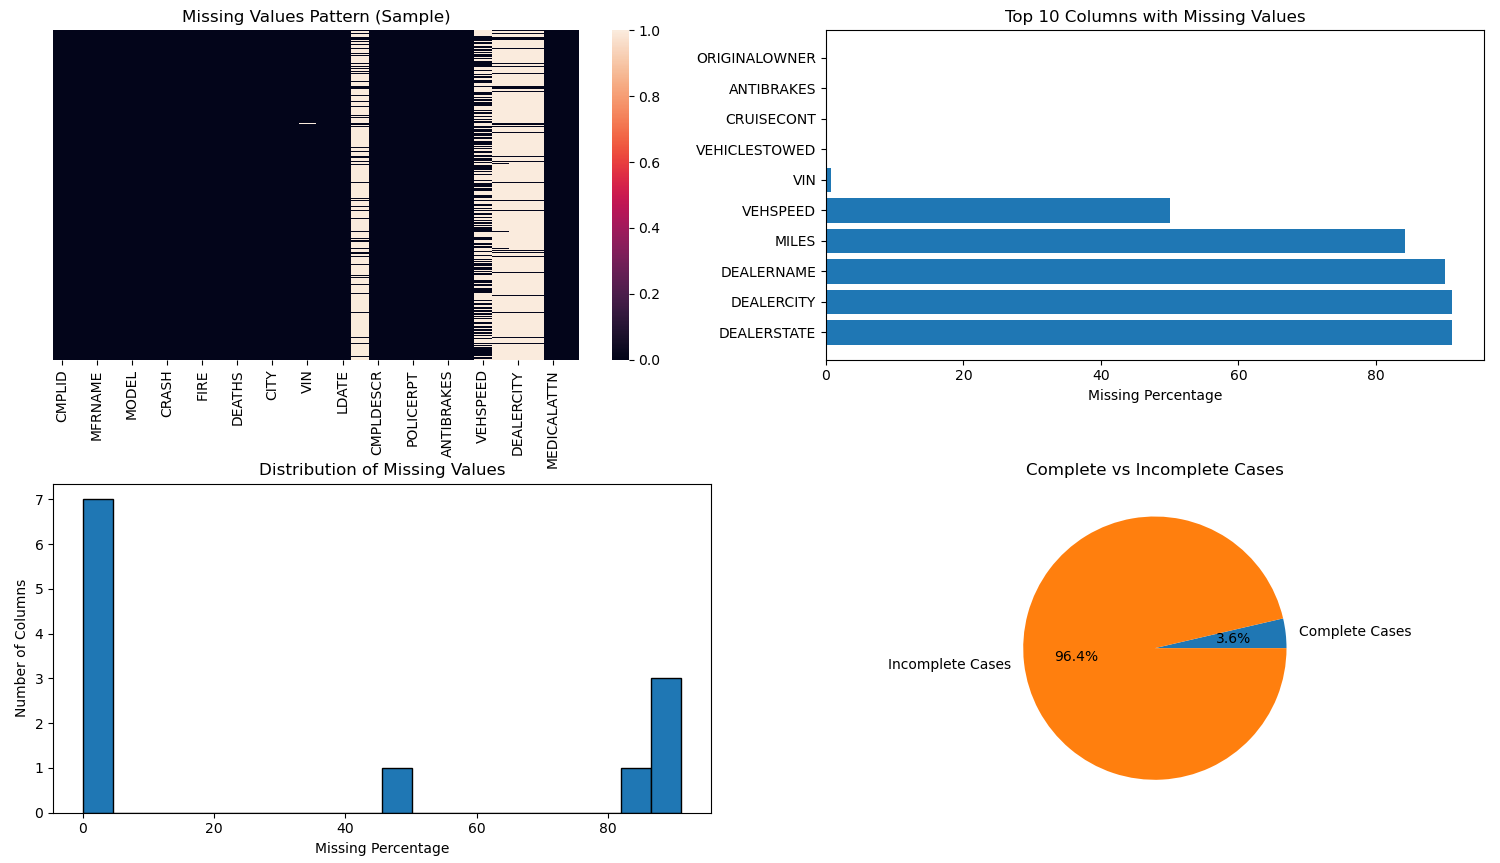 Missing Values Pattern (Sample)
1.0
0.8
0.6
0.4
0.2
0.0
CMPLID
MFRNAME
MODEL
CRASH
FIRE
DEATHS
CITY
VIN
LDATE
CMPLDESCR
POLICERPT
ANTIBRAKES
VEHSPEED
DEALERCITY
MEDICALATTN
Top 10 Columns with Missing Values
ORIGINALOWNER
ANTIBRAKES
CRUISECONT
VEHICLESTOWED
VIN
VEHSPEED
MILES
DEALERNAME
DEALERCITY
DEALERSTATE
0 20 40 60 80
Missing Percentage
Distribution of Missing Values
Number of Columns
7
6
5
4
3
2
1
0
0 20 40 60 80
Missing Percentage
Complete vs Incomplete Cases
Complete Cases
3.6%
96.4%
Incomplete Cases